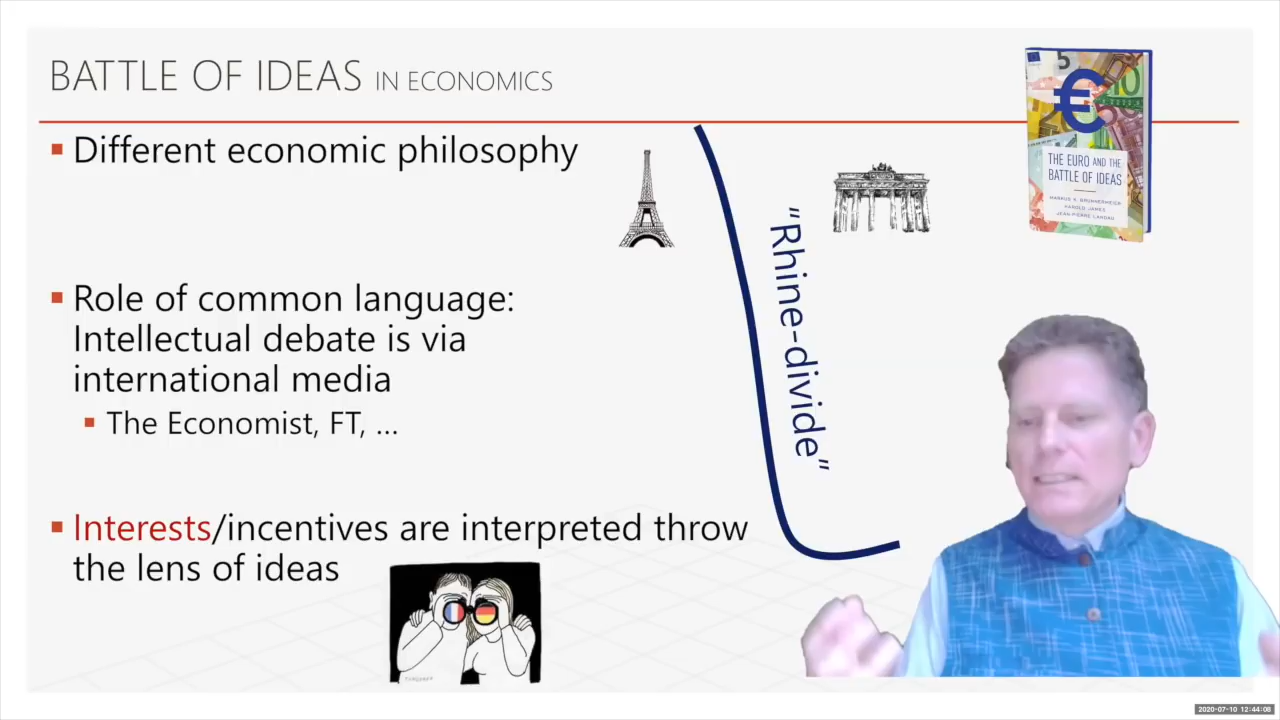 BATTLE OF IDEAS IN ECONOMICS
Different economic philosophy
Role of common language:
Intellectual debate is via
international media
The Economist, FT, ...
Interests/incentives are interpreted throw
the lens of ideas
"Rhine-divide"
€
5
10
THE EURO AND THE
BATTLE OF IDEAS
MARKUS K. BRUNNERMEIER
HAROLD JAMES
JEAN-PIERRE LANDAU
2020-07-10 12:44:08